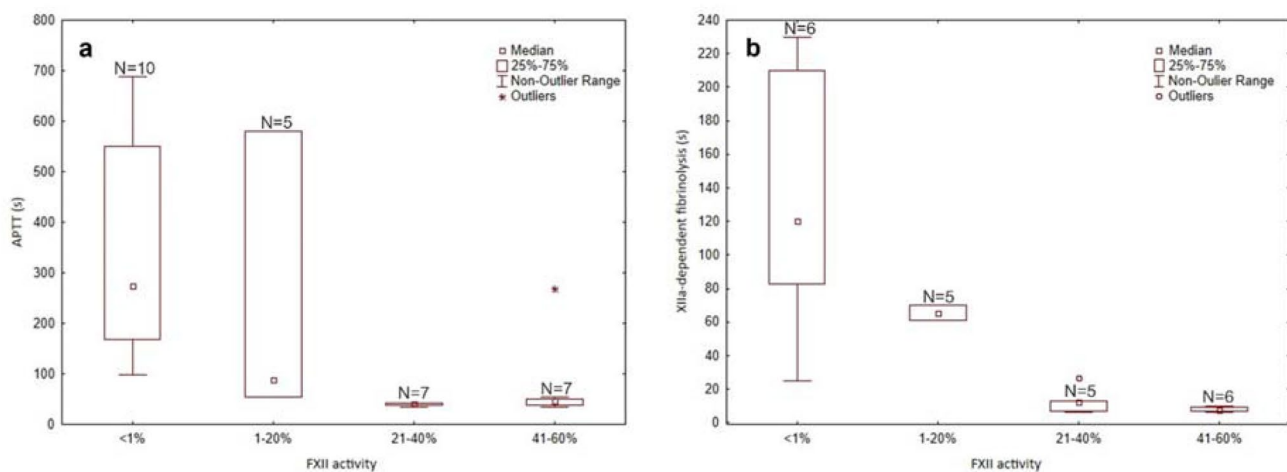 a
800
700
600
500
400
300
200
100
0
APTT (s)
N=10
N=5
N=7
N=7
Median
25%-75%
Non-Outlier Range
Outliers
<1%
1-20%
21-40%
41-60%
FXII activity
b
240
220
200
180
160
140
120
100
80
60
40
20
0
XIIa-dependent fibrinolysis (s)
N=6
N=5
N=5
N=6
Median
25%-75%
Non-Oulier Range
Outliers
<1%
1-20%
21-40%
41-60%
FXII activity